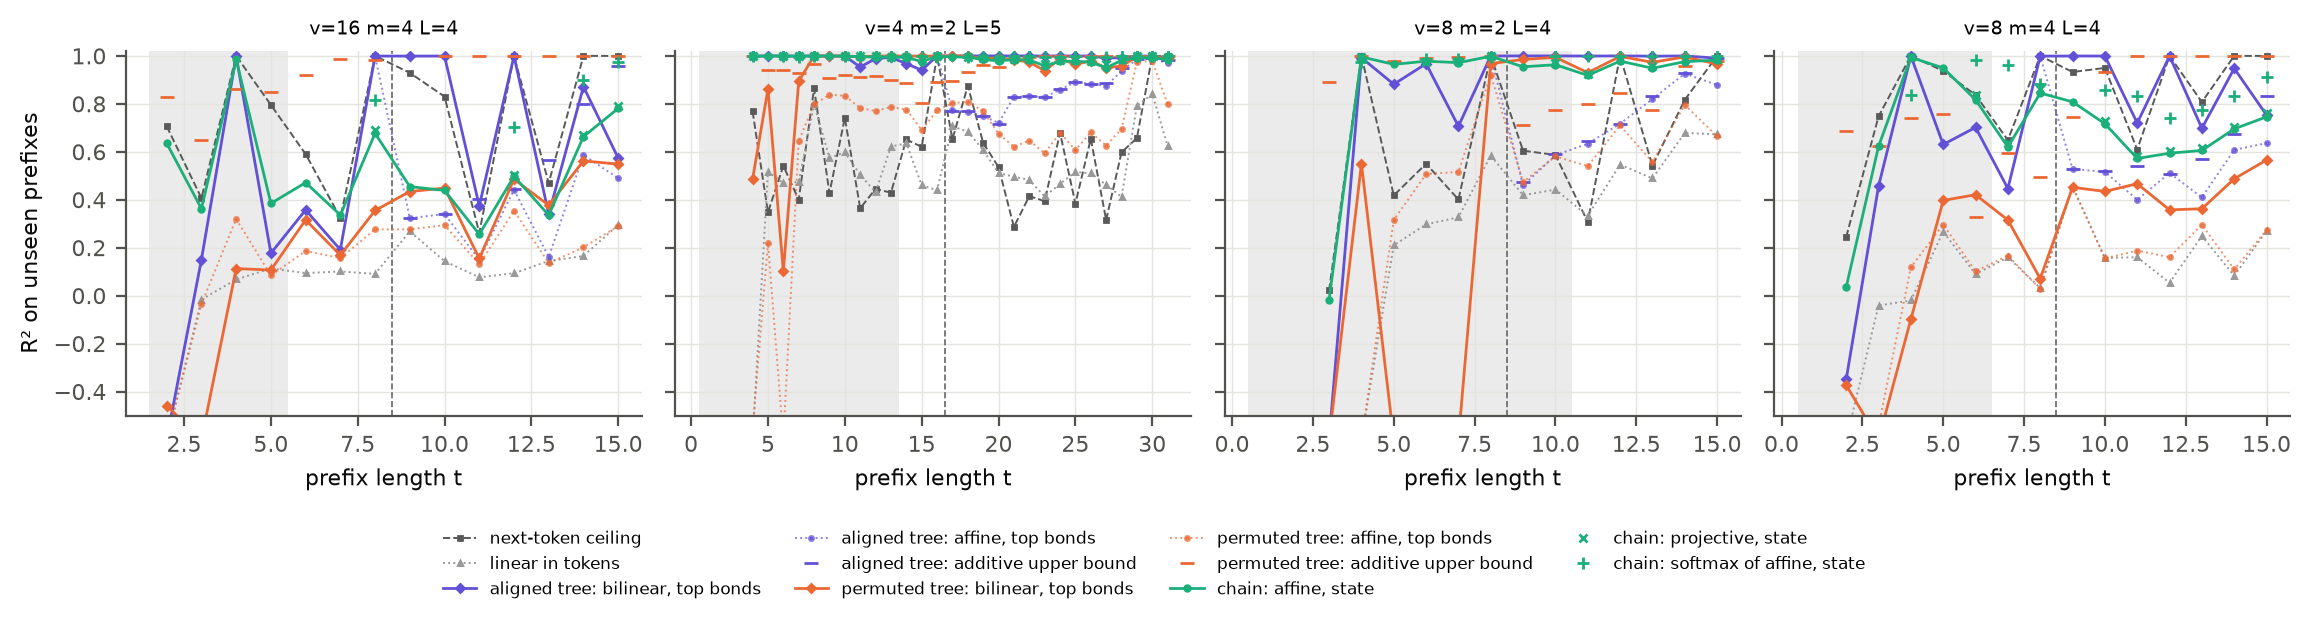 v=16 m=4 L=4
v=4 m=2 L=5
v=8 m=2 L=4
v=8 m=4 L=4
R² on unseen prefixes
1.0
0.8
0.6
0.4
0.2
0.0
−0.2
−0.4
2.5 5.0 7.5 10.0 12.5 15.0
0 5 10 15 20 25 30
0.0 2.5 5.0 7.5 10.0 12.5 15.0
0.0 2.5 5.0 7.5 10.0 12.5 15.0
prefix length t
prefix length t
prefix length t
prefix length t
next-token ceiling
linear in tokens
aligned tree: bilinear, top bonds
aligned tree: affine, top bonds
aligned tree: additive upper bound
permuted tree: bilinear, top bonds
permuted tree: affine, top bonds
permuted tree: additive upper bound
chain: affine, state
chain: projective, state
chain: softmax of affine, state